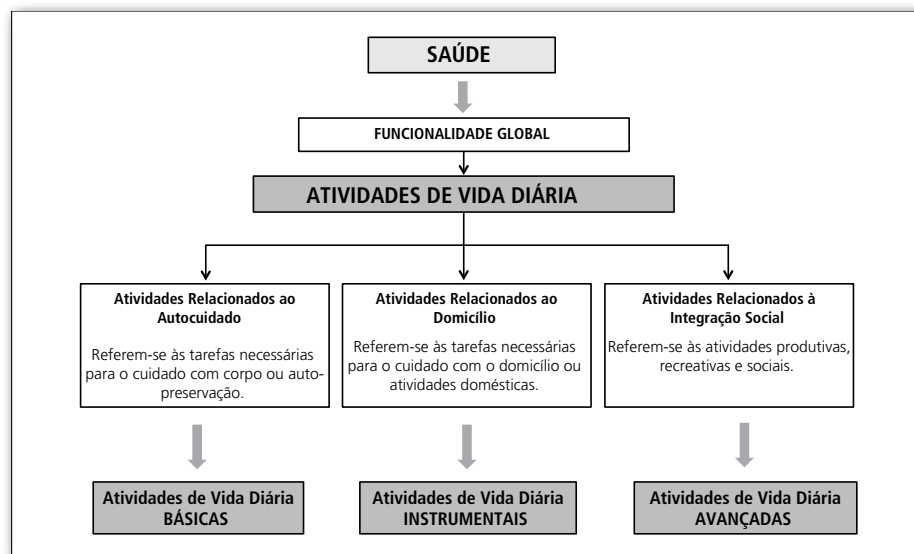 SAÚDE
FUNCIONALIDADE GLOBAL
ATIVIDADES DE VIDA DIÁRIA
Atividades Relacionados ao
Autocuidado
Referem-se às tarefas necessárias
para o cuidado com corpo ou auto-
preservação.
Atividades Relacionados ao
Domicílio
Referem-se às tarefas necessárias
para o cuidado com o domicílio ou
atividades domésticas.
Atividades Relacionados à
Integração Social
Referem-se às atividades produtivas,
recreativas e sociais.
Atividades de Vida Diária
BÁSICAS
Atividades de Vida Diária
INSTRUMENTAIS
Atividades de Vida Diária
AVANÇADAS